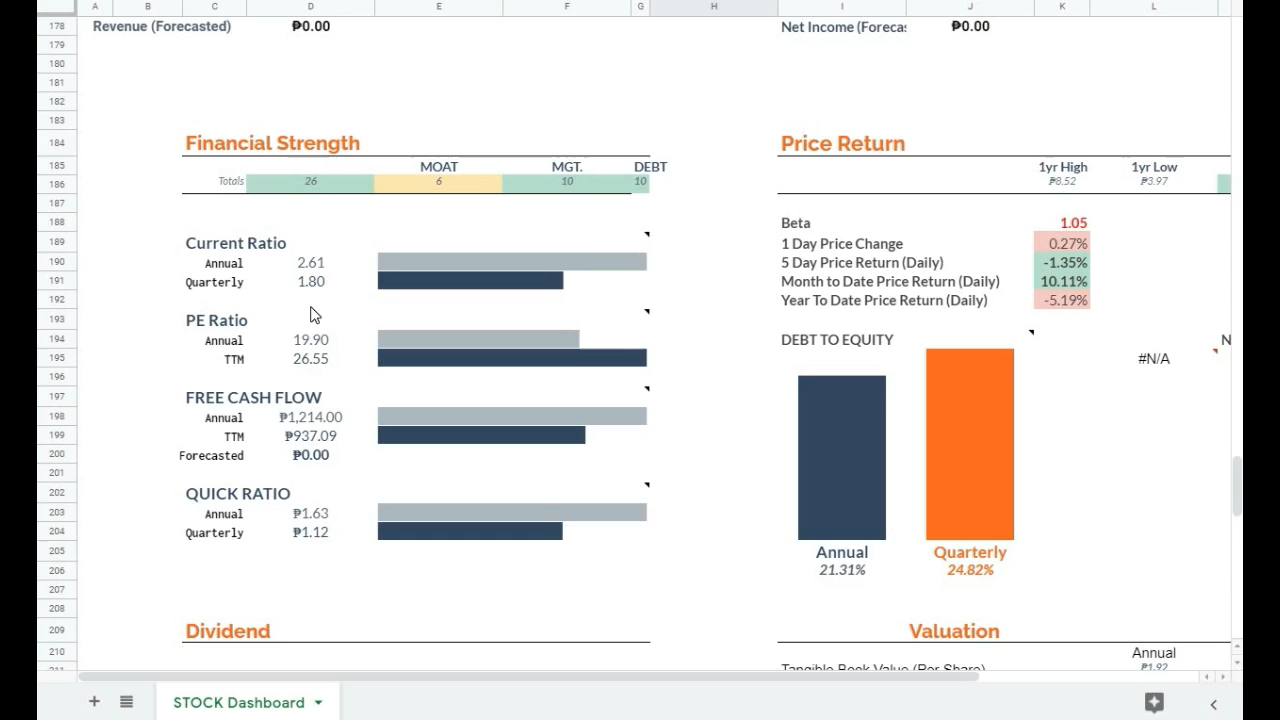 A B C D E F G H I J K L
178 Revenue (Forecasted) ₱0.00 Net Income (Forecas ₱0.00
179
180
181
182
183
184 Financial Strength Price Return
185 MOAT MGT. DEBT 1yr High 1yr Low
186 Totals 26 6 10 10 ₱8.52 ₱3.97
187
188 Beta 1.05
189 Current Ratio 1 Day Price Change 0.27%
190 Annual 2.61 5 Day Price Return (Daily) -1.35%
191 Quarterly 1.80 Month to Date Price Return (Daily) 10.11%
192 Year To Date Price Return (Daily) -5.19%
193 PE Ratio
194 Annual 19.90 DEBT TO EQUITY N
195 TTM 26.55 #N/A
196
197 FREE CASH FLOW
198 Annual ₱1,214.00
199 TTM ₱937.09
200 Forecasted ₱0.00
201
202 QUICK RATIO
203 Annual ₱1.63
204 Quarterly ₱1.12
205 Annual Quarterly
206 21.31% 24.82%
207
208
209 Dividend Valuation
210 Annual
211 Tangible Book Value (Per Share) ₱1.92
STOCK Dashboard